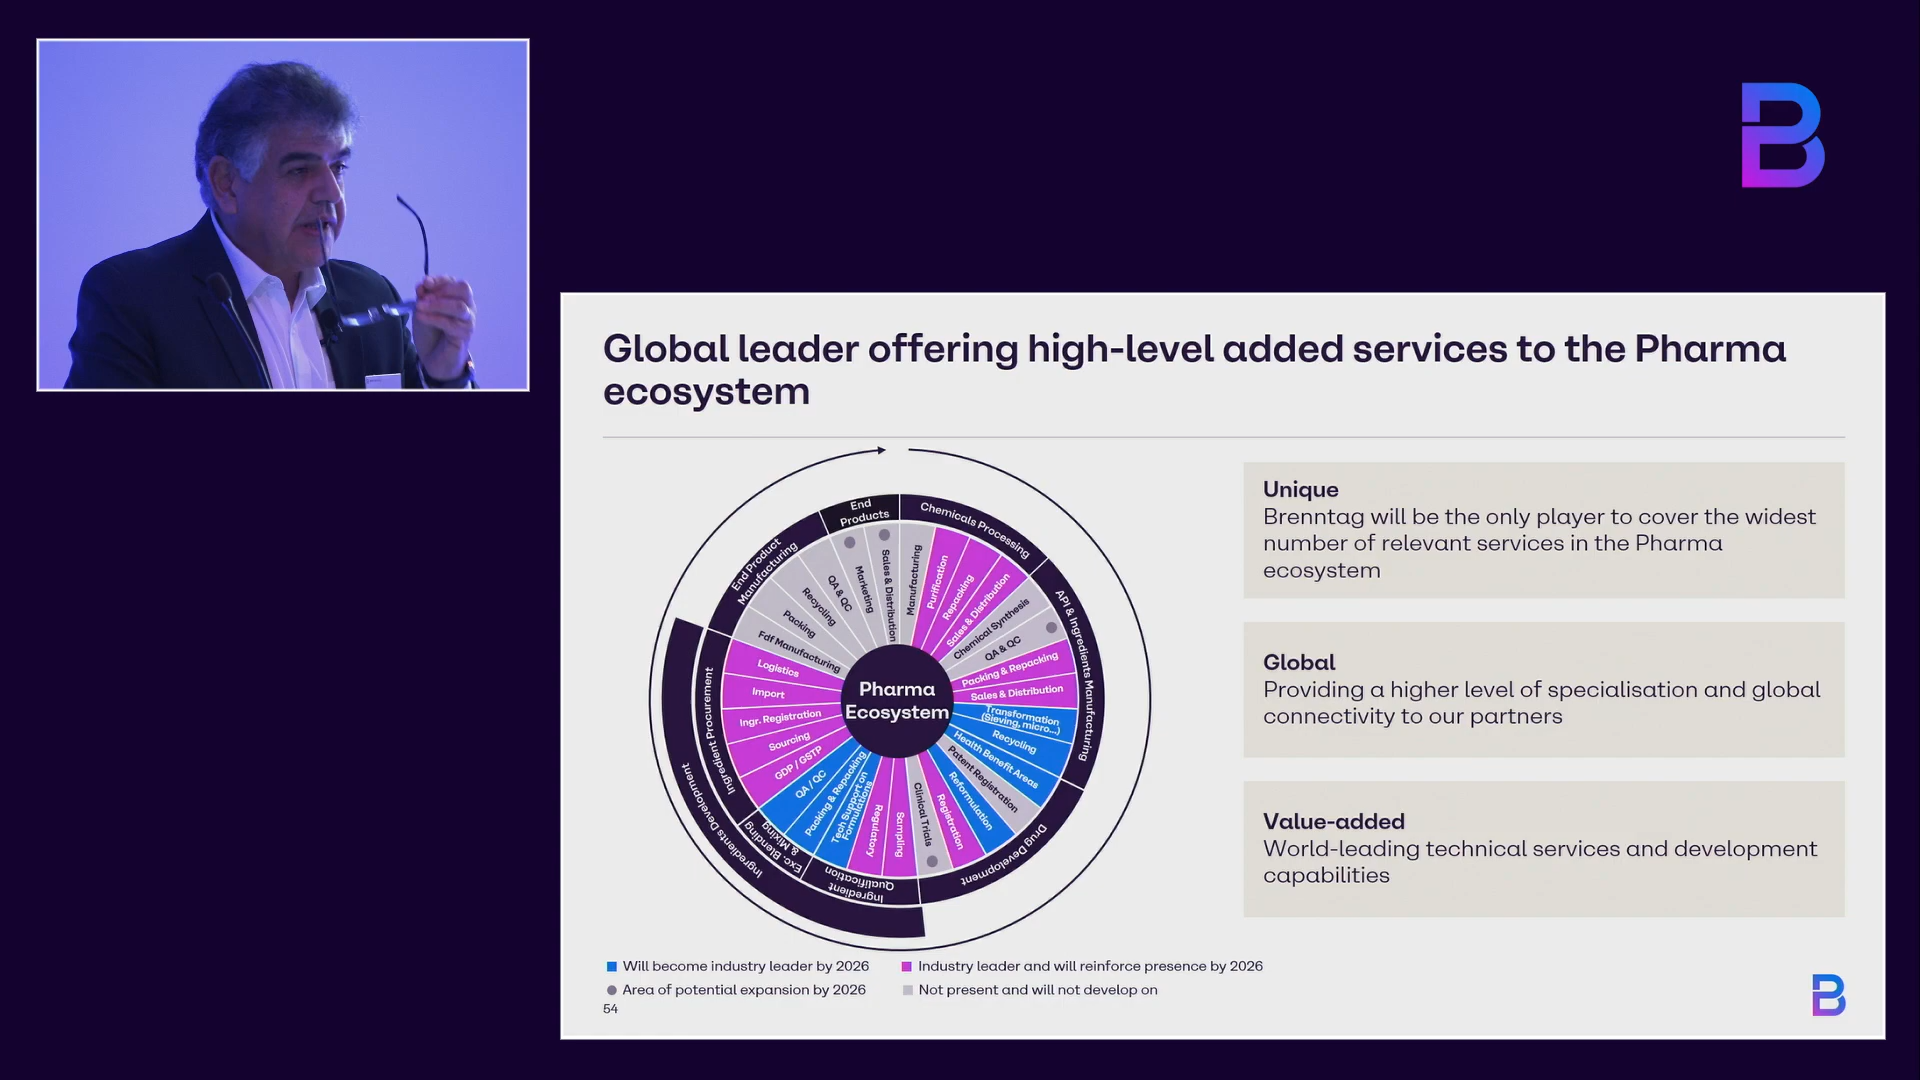 Global leader offering high-level added services to the Pharma
ecosystem
End
Products
Chemicals Processing
Manufacturing
Purification
Repacking
Sales & Distribution
API & Ingredients Manufacturing
Chemical Synthesis
QA & QC
Packing & Repacking
Sales & Distribution
Transformation
(Sieving, micro...)
Recycling
Health Benefit Areas
Drug Development
Patent Registration
Reformulation
Registration
Clinical Trials
Ingredient
Qualification
Sampling
Regulatory
Tech Support on
Formulations
Exc. Blending
& Mixing
Packing & Repacking
QA / QC
Ingredients Development
Ingredient Procurement
GDP / GSTP
Sourcing
Ingr. Registration
Import
Logistics
End Product
Manufacturing
Fdf Manufacturing
Packing
Recycling
QA & QC
Marketing
Sales & Distribution
Pharma
Ecosystem
Unique
Brenntag will be the only player to cover the widest
number of relevant services in the Pharma
ecosystem
Global
Providing a higher level of specialisation and global
connectivity to our partners
Value-added
World-leading technical services and development
capabilities
Will become industry leader by 2026
Industry leader and will reinforce presence by 2026
Area of potential expansion by 2026
Not present and will not develop on
54